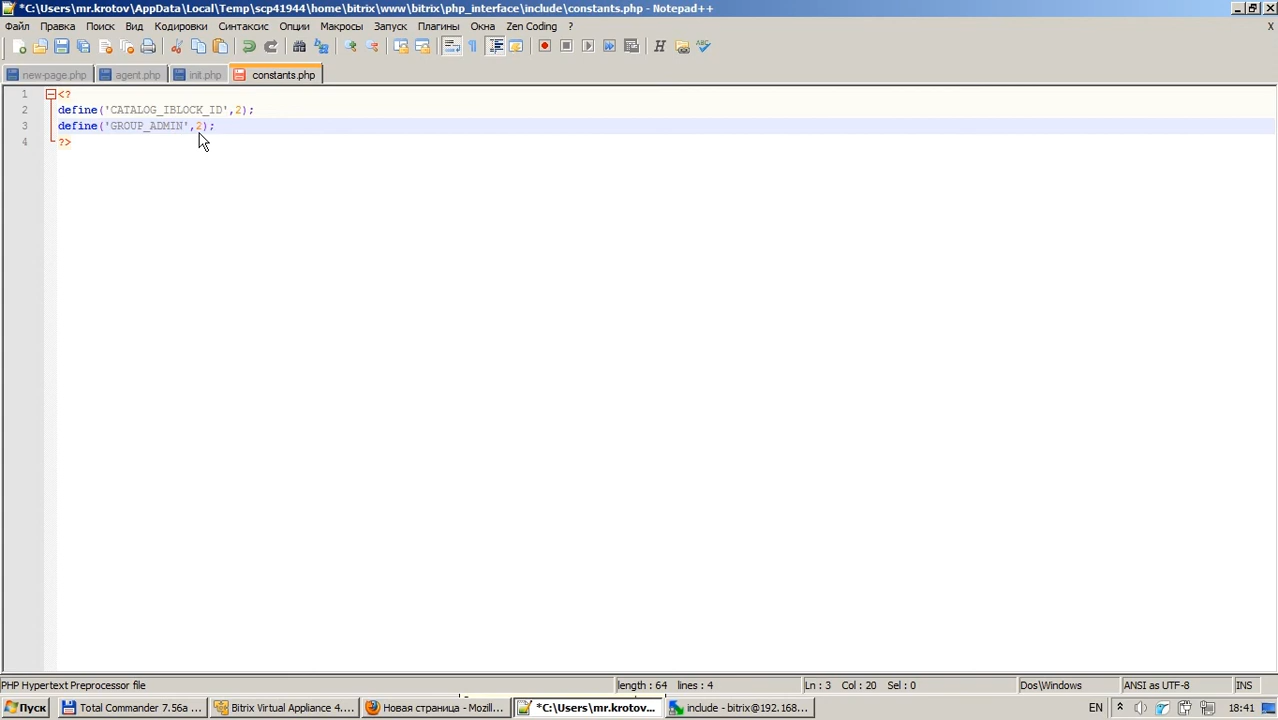 *C:\Users\mr.krotov\AppData\Local\Temp\scp41944\home\bitrix\www\bitrix\php_interface\include\constants.php - Notepad++
Файл Правка Поиск Вид Кодировки Синтаксис Опции Макросы Запуск Плагины Окна Zen Coding ? X
new-page.php agent.php init.php constants.php
1 <?
2 define('CATALOG_IBLOCK_ID',2);
3 define('GROUP_ADMIN',2);
4 ?>
PHP Hypertext Preprocessor file length : 64 lines : 4 Ln : 3 Col : 20 Sel : 0 Dos\Windows ANSI as UTF-8 INS
Пуск Total Commander 7.56a ... Bitrix Virtual Appliance 4.... Новая страница - Mozill... *C:\Users\mr.krotov... include - bitrix@192.168... EN 18:41